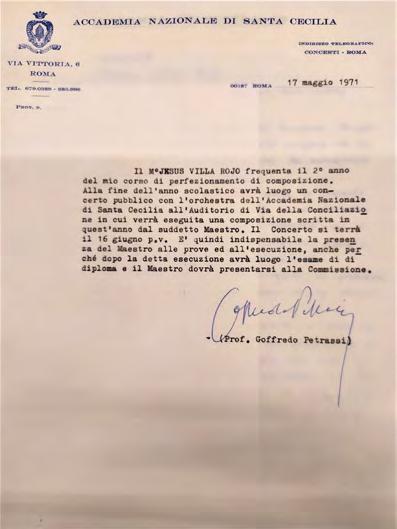 ACCADEMIA NAZIONALE DI SANTA CECILIA
INDIRIZZO TELEGRAFICO:
CONCERTI - ROMA
VIA VITTORIA, 6
ROMA
TEL.
PROT. N.
00187 ROMA 17 maggio 1971
Il M°JESUS VILLA ROJO frequenta il 2° anno
del mio corso di perfezionamento di composizione.
Alla fine dell'anno scolastico avrà luogo un con-
certo pubblico con l'orchestra dell'Accademia Nazionale
di Santa Cecilia all'Auditorio di Via della Conciliazio
ne in cui verrà eseguita una composizione scritta in
quest'anno dal suddetto Maestro. Il Concerto si terrà
il 16 giugno p.v. E' quindi indispensabile la presen
za del Maestro alle prove ed all'esecuzione, anche per
ché dopo la detta esecuzione avrà luogo l'esame di di
diploma e il Maestro dovrà presentarsi alla Commissione.
Goffredo Petrassi
-(Prof. Goffredo Petrassi)